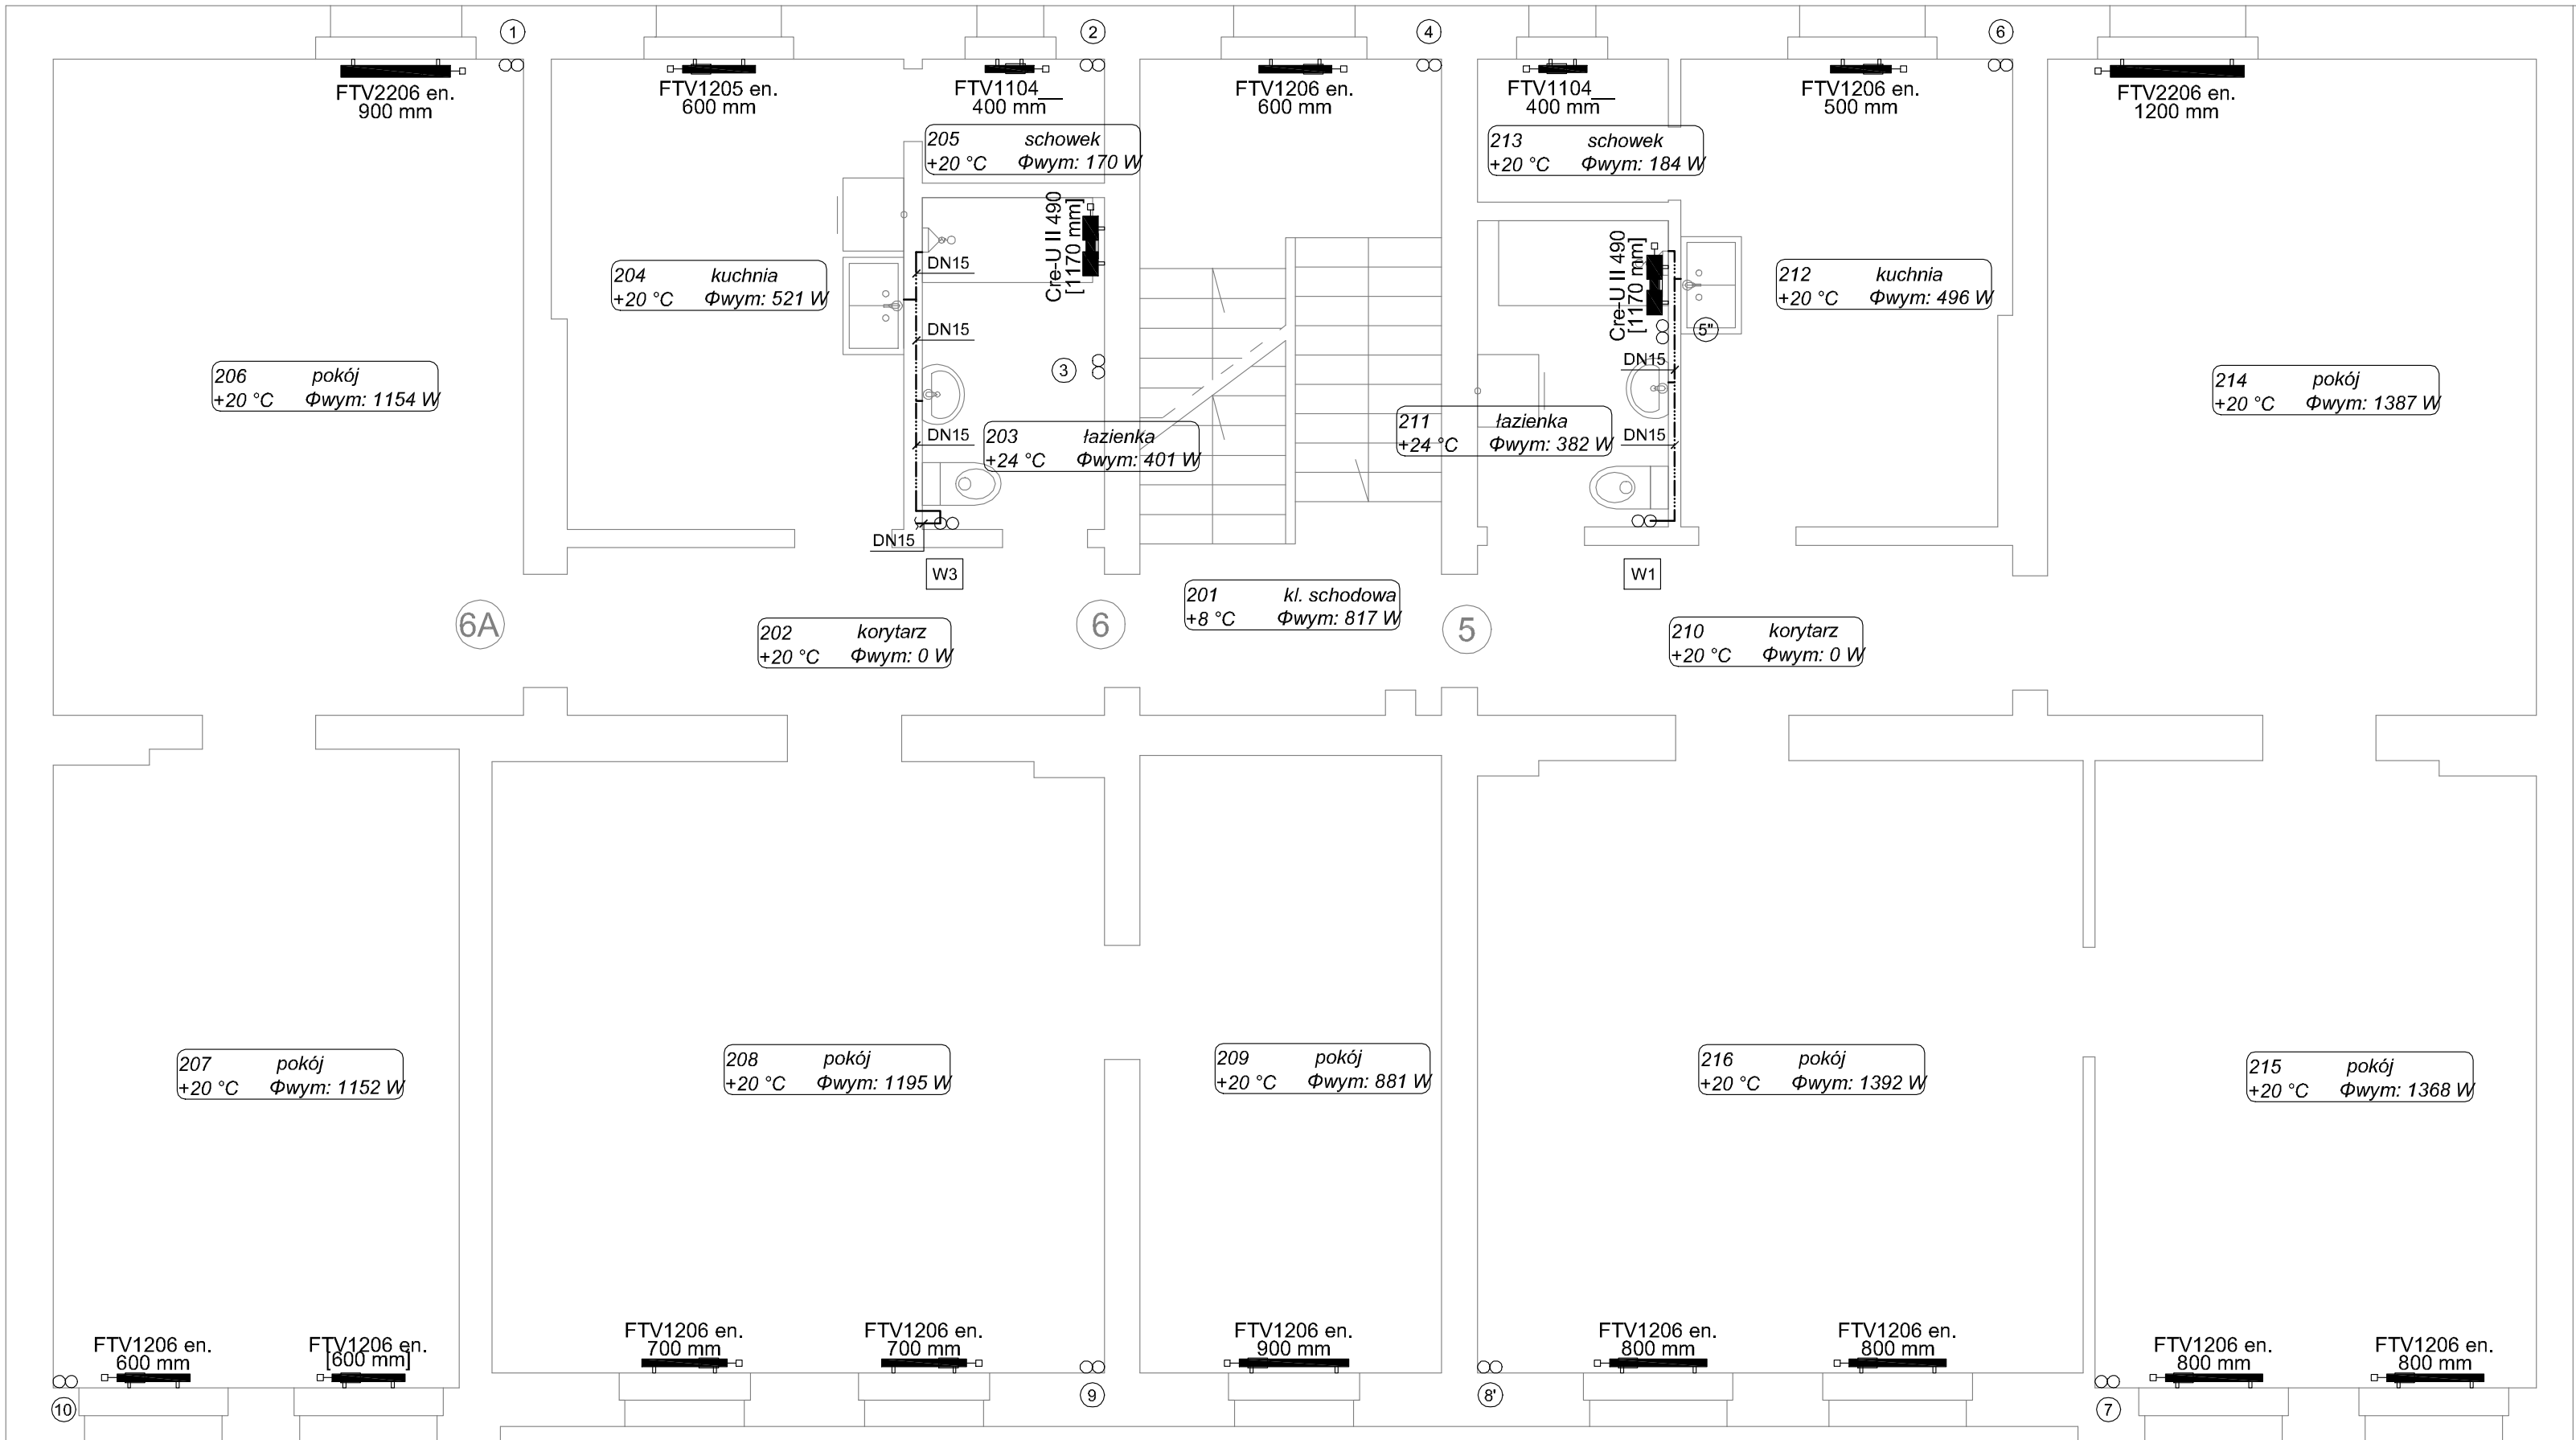 1
2
4
6
FTV2206 en.
900 mm
FTV1205 en.
600 mm
FTV1104__
400 mm
FTV1206 en.
600 mm
FTV1104__
400 mm
FTV1206 en.
500 mm
FTV2206 en.
1200 mm
205 schowek
+20 °C Φwym: 170 W
213 schowek
+20 °C Φwym: 184 W
Cre-U II 490
[1170 mm]
Cre-U II 490
[1170 mm]
204 kuchnia
+20 °C Φwym: 521 W
DN15
DN15
DN15
DN15
212 kuchnia
+20 °C Φwym: 496 W
5"
DN15
DN15
3
206 pokój
+20 °C Φwym: 1154 W
203 łazienka
+24 °C Φwym: 401 W
211 łazienka
+24 °C Φwym: 382 W
214 pokój
+20 °C Φwym: 1387 W
W3
W1
6A
6
5
201 kl. schodowa
+8 °C Φwym: 817 W
202 korytarz
+20 °C Φwym: 0 W
210 korytarz
+20 °C Φwym: 0 W
207 pokój
+20 °C Φwym: 1152 W
208 pokój
+20 °C Φwym: 1195 W
209 pokój
+20 °C Φwym: 881 W
216 pokój
+20 °C Φwym: 1392 W
215 pokój
+20 °C Φwym: 1368 W
FTV1206 en.
600 mm
FTV1206 en.
[600 mm]
FTV1206 en.
700 mm
FTV1206 en.
700 mm
FTV1206 en.
900 mm
FTV1206 en.
800 mm
FTV1206 en.
800 mm
FTV1206 en.
800 mm
FTV1206 en.
800 mm
10
9
8'
7